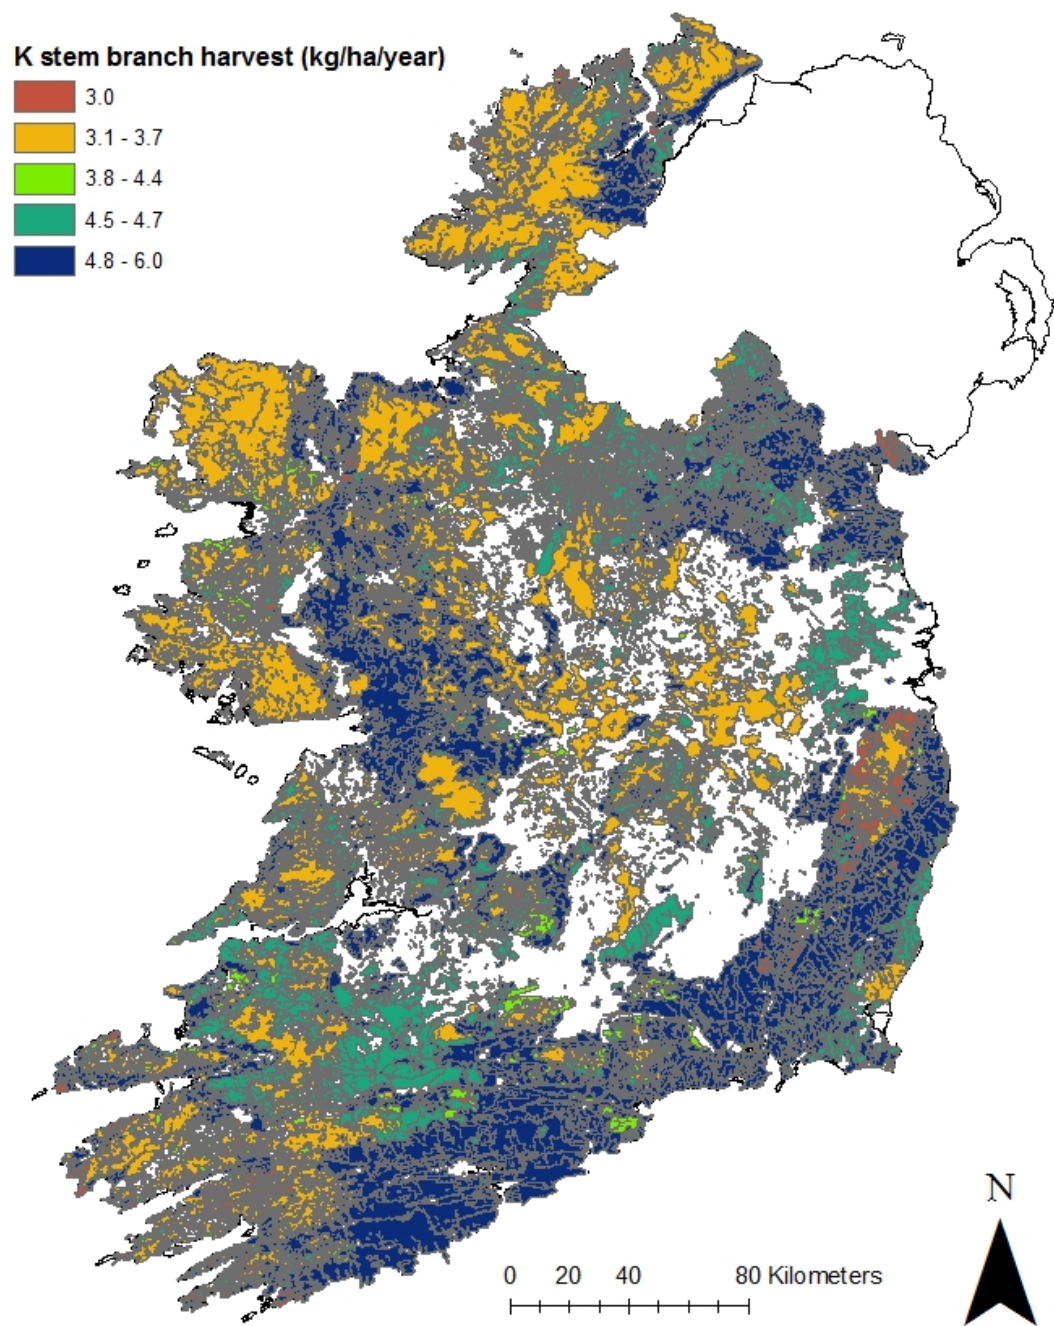 K stem branch harvest (kg/ha/year)
3.0
3.1 - 3.7
3.8 - 4.4
4.5 - 4.7
4.8 - 6.0
N
0 20 40 80 Kilometers